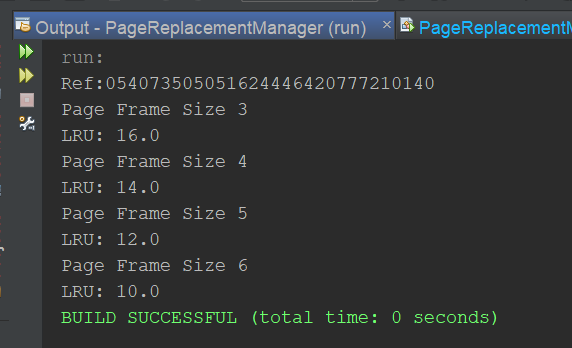 Output - PageReplacementManager (run) × PageReplacementM
run:
Ref:054073505051624446420777210140
Page Frame Size 3
LRU: 16.0
Page Frame Size 4
LRU: 14.0
Page Frame Size 5
LRU: 12.0
Page Frame Size 6
LRU: 10.0
BUILD SUCCESSFUL (total time: 0 seconds)